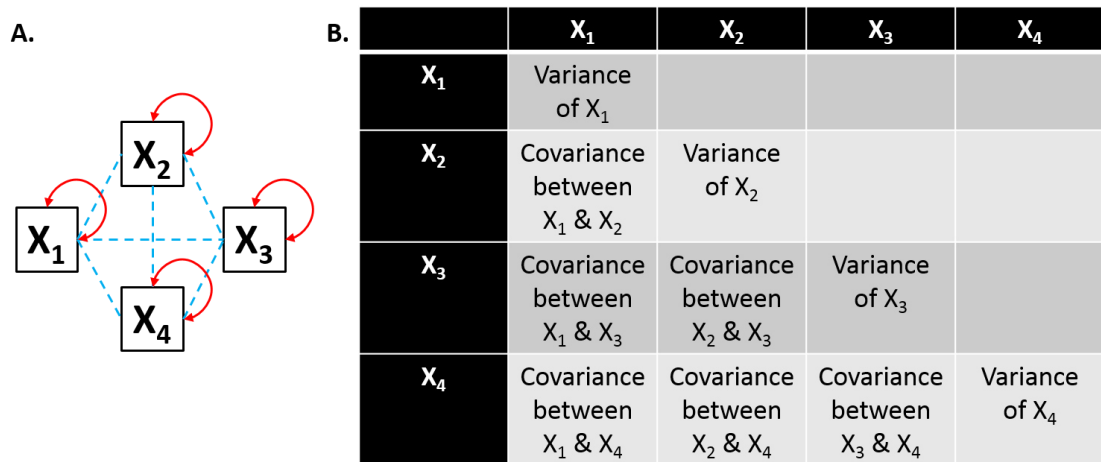 A.
X₂
X₁
X₃
X₄
B.
X₁ X₂ X₃ X₄
X₁
Variance
of X₁
X₂
Covariance
between
X₁ & X₂
Variance
of X₂
X₃
Covariance
between
X₁ & X₃
Covariance
between
X₂ & X₃
Variance
of X₃
X₄
Covariance
between
X₁ & X₄
Covariance
between
X₂ & X₄
Covariance
between
X₃ & X₄
Variance
of X₄